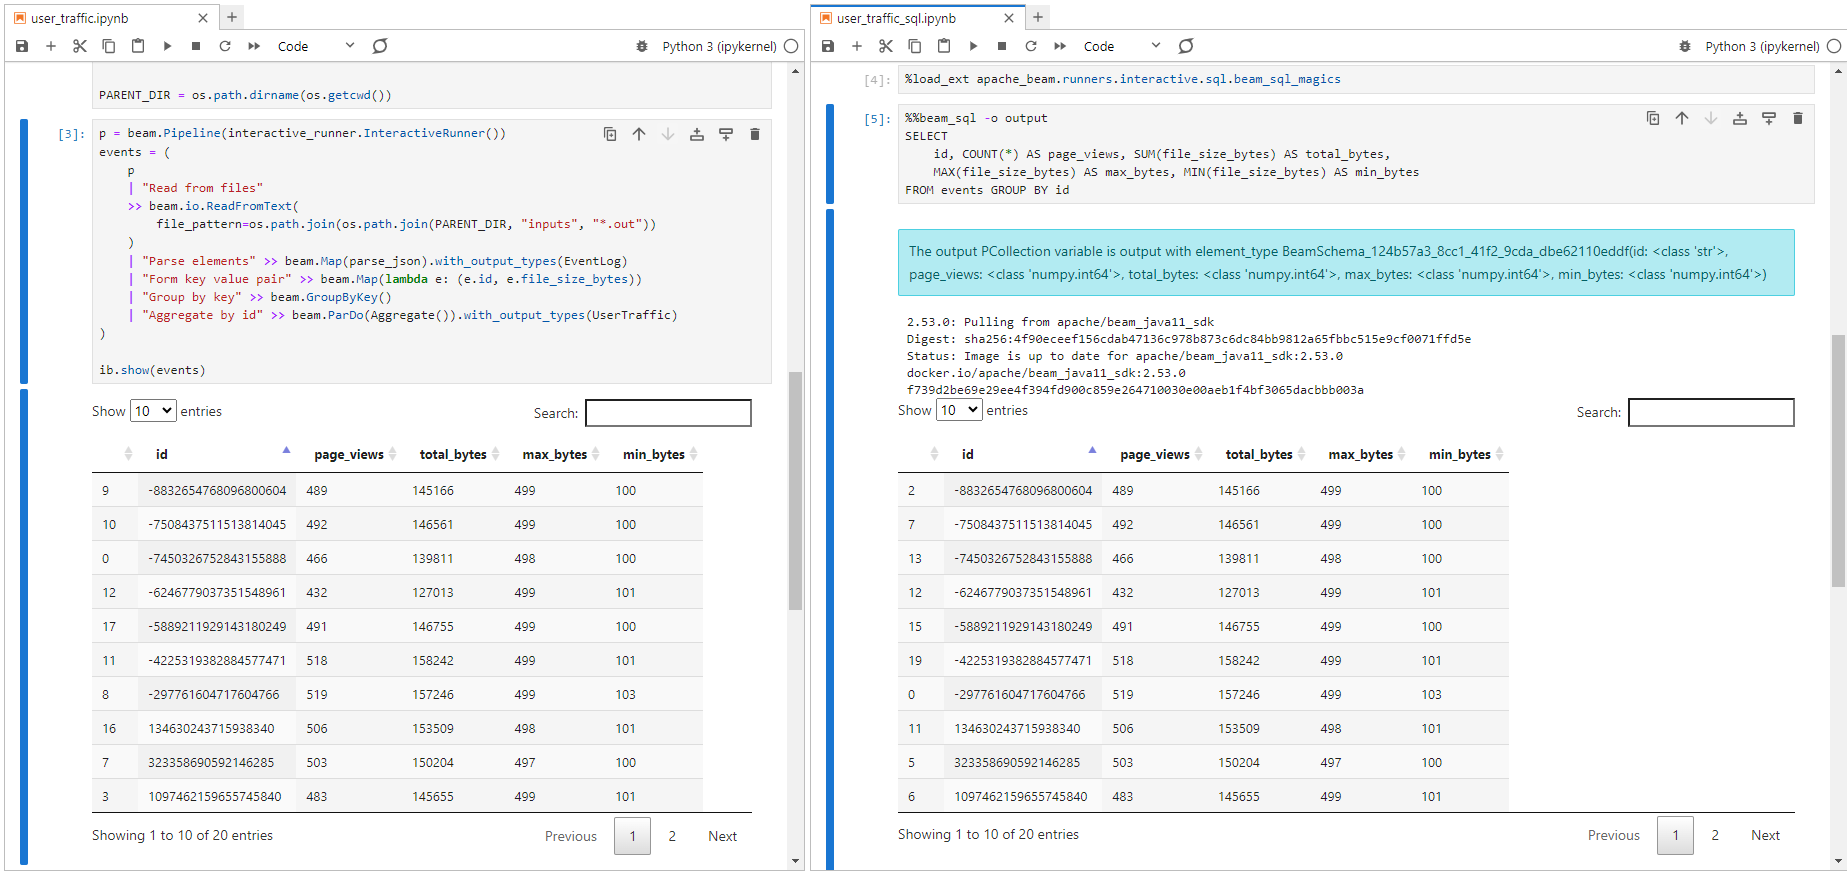 user_traffic.ipynb
Code
Python 3 (ipykernel)
PARENT_DIR = os.path.dirname(os.getcwd())
[3]:
p = beam.Pipeline(interactive_runner.InteractiveRunner())
events = (
    p
    | "Read from files"
    >> beam.io.ReadFromText(
        file_pattern=os.path.join(os.path.join(PARENT_DIR, "inputs", "*.out"))
    )
    | "Parse elements" >> beam.Map(parse_json).with_output_types(EventLog)
    | "Form key value pair" >> beam.Map(lambda e: (e.id, e.file_size_bytes))
    | "Group by key" >> beam.GroupByKey()
    | "Aggregate by id" >> beam.ParDo(Aggregate()).with_output_types(UserTraffic)
)
ib.show(events)
Show 10 entries
Search:
id page_views total_bytes max_bytes min_bytes
9 -8832654768096800604 489 145166 499 100
10 -7508437511513814045 492 146561 499 100
0 -7450326752843155888 466 139811 498 100
12 -6246779037351548961 432 127013 499 101
17 -5889211929143180249 491 146755 499 100
11 -4225319382884577471 518 158242 499 101
8 -297761604717604766 519 157246 499 103
16 134630243715938340 506 153509 498 101
7 323358690592146285 503 150204 497 100
3 1097462159655745840 483 145655 499 101
Showing 1 to 10 of 20 entries
Previous 1 2 Next
user_traffic_sql.ipynb
Code
Python 3 (ipykernel)
[4]:
%load_ext apache_beam.runners.interactive.sql.beam_sql_magics
[5]:
%%beam_sql -o output
SELECT
    id, COUNT(*) AS page_views, SUM(file_size_bytes) AS total_bytes,
    MAX(file_size_bytes) AS max_bytes, MIN(file_size_bytes) AS min_bytes
FROM events GROUP BY id
The output PCollection variable is output with element_type BeamSchema_124b57a3_8cc1_41f2_9cda_dbe62110eddf(id: <class 'str'>,
page_views: <class 'numpy.int64'>, total_bytes: <class 'numpy.int64'>, max_bytes: <class 'numpy.int64'>, min_bytes: <class 'numpy.int64'>)
2.53.0: Pulling from apache/beam_java11_sdk
Digest: sha256:4f90eceef156cdab47136c978b873c6dc84bb9812a65fbbc515e9cf0071ffd5e
Status: Image is up to date for apache/beam_java11_sdk:2.53.0
docker.io/apache/beam_java11_sdk:2.53.0
f739d2be69e29ee4f394fd900c859e264710030e00aeb1f4bf3065dacbbb003a
Show 10 entries
Search:
id page_views total_bytes max_bytes min_bytes
2 -8832654768096800604 489 145166 499 100
7 -7508437511513814045 492 146561 499 100
13 -7450326752843155888 466 139811 498 100
12 -6246779037351548961 432 127013 499 101
15 -5889211929143180249 491 146755 499 100
19 -4225319382884577471 518 158242 499 101
0 -297761604717604766 519 157246 499 103
11 134630243715938340 506 153509 498 101
5 323358690592146285 503 150204 497 100
6 1097462159655745840 483 145655 499 101
Showing 1 to 10 of 20 entries
Previous 1 2 Next